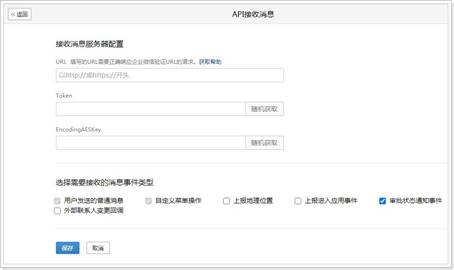 « 返回
API接收消息
接收消息服务器配置
URL 填写的URL需要正确响应企业微信验证URL的请求。获取帮助
以http://或https://开头
Token
随机获取
EncodingAESKey
随机获取
选择需要接收的消息事件类型
用户发送的普通消息 自定义菜单操作 上报地理位置 上报进入应用事件 审批状态通知事件
外部联系人变更回调
保存 取消